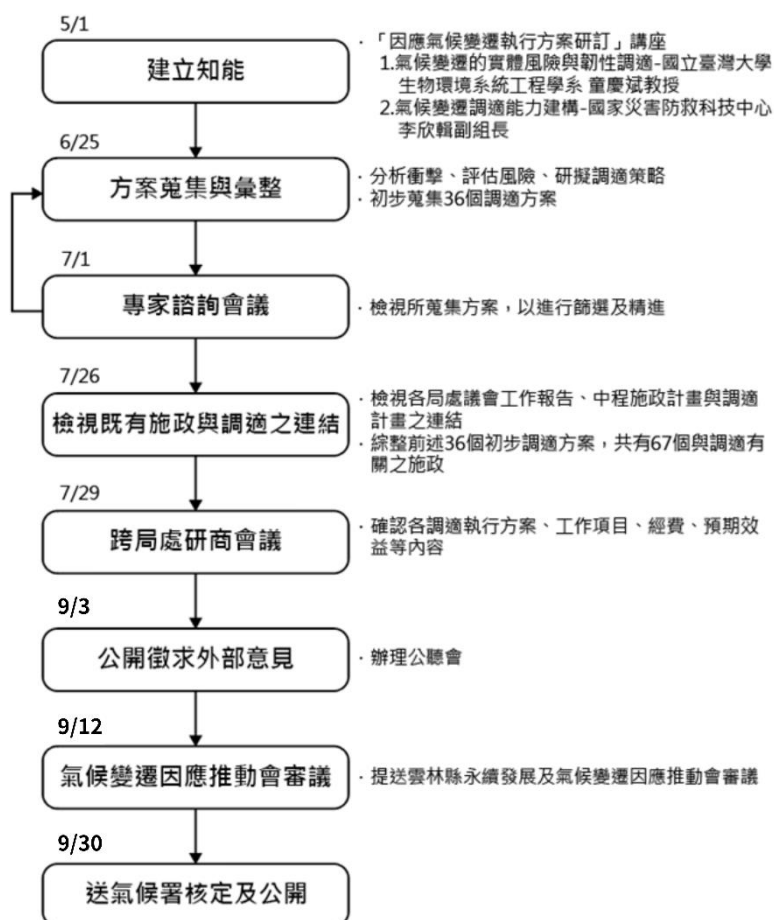 5/1
建立知能
· 「因應氣候變遷執行方案研訂」講座
1.氣候變遷的實體風險與韌性調適-國立臺灣大學
生物環境系統工程學系 童慶斌教授
2.氣候變遷調適能力建構-國家災害防救科技中心
李欣輯副組長
6/25
方案蒐集與彙整
· 分析衝擊、評估風險、研擬調適策略
· 初步蒐集36個調適方案
7/1
專家諮詢會議
· 檢視所蒐集方案，以進行篩選及精進
7/26
檢視既有施政與調適之連結
· 檢視各局處議會工作報告、中程施政計畫與調適
計畫之連結
· 綜整前述36個初步調適方案，共有67個與調適有
關之施政
7/29
跨局處研商會議
· 確認各調適執行方案、工作項目、經費、預期效
益等內容
9/3
公開徵求外部意見
· 辦理公聽會
9/12
氣候變遷因應推動會審議
· 提送雲林縣永續發展及氣候變遷因應推動會審議
9/30
送氣候署核定及公開